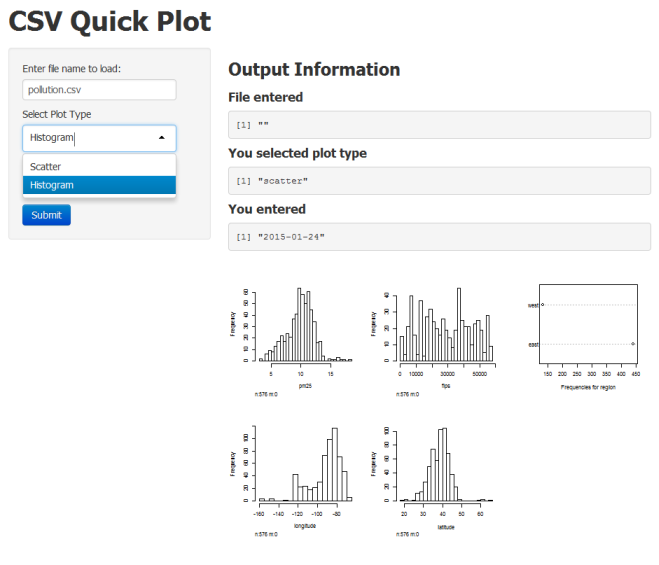 CSV Quick Plot
Enter file name to load:
pollution.csv
Select Plot Type
Histogram
Scatter
Histogram
Submit
Output Information
File entered
[1] ""
You selected plot type
[1] "scatter"
You entered
[1] "2015-01-24"
Frequency
0 10 20 30 40 50 60
5 10 15
pm25
n:576 m:0
Frequency
0 10 20 30 40
0 10000 30000 50000
fips
n:576 m:0
west
east
150 200 250 300 350 400 450
Frequencies for region
Frequency
0 20 40 60 80 100
-160 -140 -120 -100 -80
longitude
n:576 m:0
Frequency
0 20 40 60 80 100
20 30 40 50 60
latitude
n:576 m:0